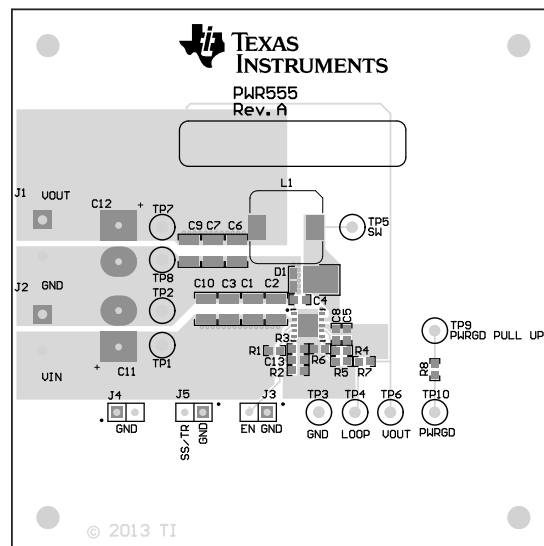 TEXAS
INSTRUMENTS
PWR555
Rev. A
L1
J1 VOUT C12 + TP7
C9 C7 C6
TP5
SW
TP8
GND
J2
D1
TP2
C10 C3 C1 C2
C4
C8 C5
TP9
PWRGD PULL UP
R3
R1
C13
R2
R6
R4
R5
R7
R8
VIN
+ C11
TP1
J4
GND
J5
SS/TR
GND
J3
EN GND
TP3
GND
TP4
LOOP
TP6
VOUT
TP10
PWRGD
© 2013 TI